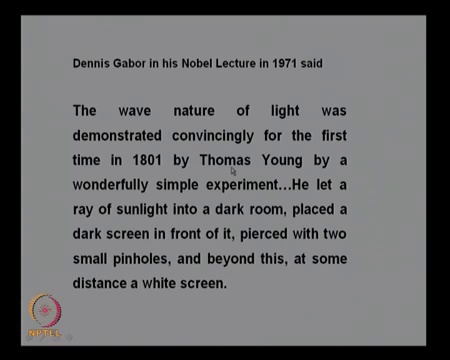 Dennis Gabor in his Nobel Lecture in 1971 said
The wave nature of light was
demonstrated convincingly for the first
time in 1801 by Thomas Young by a
wonderfully simple experiment...He let a
ray of sunlight into a dark room, placed a
dark screen in front of it, pierced with two
small pinholes, and beyond this, at some
distance a white screen.
NPTEL